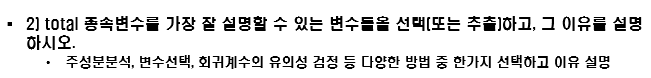 ▪ 2) total 종속변수를 가장 잘 설명할 수 있는 변수들을 선택(또는 추출)하고, 그 이유를 설명
하시오.
• 주성분분석, 변수선택, 회귀계수의 유의성 검정 등 다양한 방법 중 한가지 선택하고 이유 설명